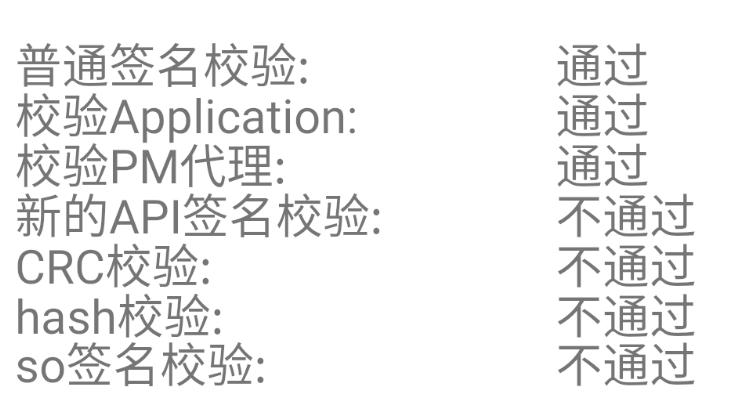 普通签名校验: 通过
校验Application: 通过
校验PM代理: 通过
新的API签名校验: 不通过
CRC校验: 不通过
hash校验: 不通过
so签名校验: 不通过